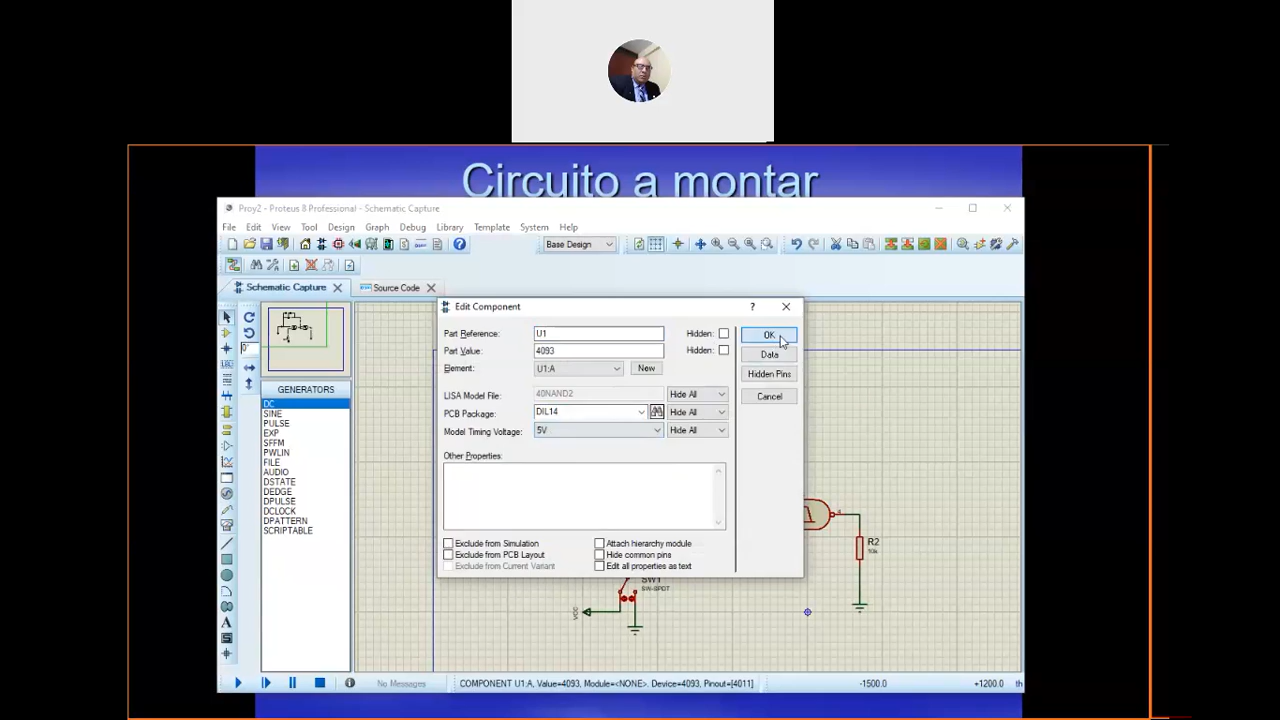 Circuito a montar
Proy2 - Proteus 8 Professional - Schematic Capture
File Edit View Tool Design Graph Debug Library Template System Help
Base Design
Schematic Capture
Source Code
Edit Component
Part Reference: U1 Hidden:
Part Value: 4093 Hidden:
Element: U1:A New
LISA Model File: 40NAND2 Hide All
PCB Package: DIL14 Hide All
Model Timing Voltage: 5V Hide All
Other Properties:
Exclude from Simulation
Exclude from PCB Layout
Exclude from Current Variant
Attach hierarchy module
Hide common pins
Edit all properties as text
OK
Data
Hidden Pins
Cancel
GENERATORS
DC
SINE
PULSE
EXP
SFFM
PWLIN
FILE
AUDIO
DSTATE
DEDGE
DPULSE
DCLOCK
DPATTERN
SCRIPTABLE
4
R2
10k
SW1
SW-SPDT
VCC
No Messages
COMPONENT U1:A, Value=4093, Module=<NONE>, Device=4093, Pinout=[4011]
-1500.0
+1200.0
th